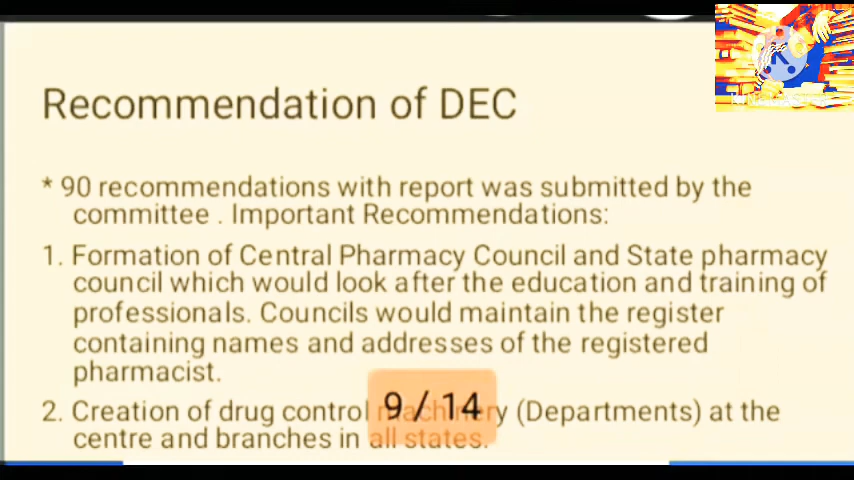 Recommendation of DEC
* 90 recommendations with report was submitted by the
committee . Important Recommendations:
1. Formation of Central Pharmacy Council and State pharmacy
council which would look after the education and training of
professionals. Councils would maintain the register
containing names and addresses of the registered
pharmacist.
2. Creation of drug control machinery (Departments) at the
centre and branches in all states.
9 / 14